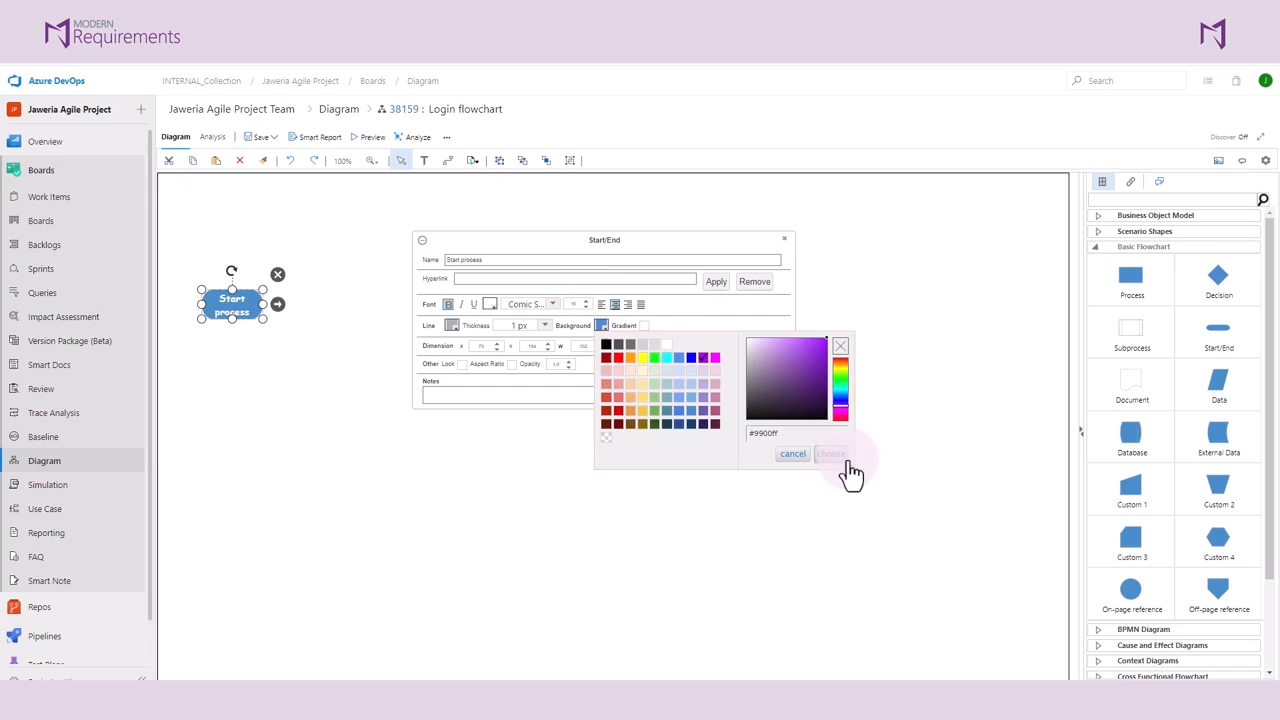 MODERN
Requirements
Azure DevOps
INTERNAL_Collection / Jaweria Agile Project / Boards / Diagram
Search
J
JP Jaweria Agile Project
Jaweria Agile Project Team > Diagram > 38159 : Login flowchart
Diagram Analysis Save Smart Report Preview Analyze ...
Discover Off
100%
T
Overview
Boards
Work Items
Boards
Backlogs
Sprints
Queries
Impact Assessment
Version Package (Beta)
Smart Docs
Review
Trace Analysis
Baseline
Diagram
Simulation
Use Case
Reporting
FAQ
Smart Note
Repos
Pipelines
Start
process
Start/End
Name Start process
Hyperlink Apply Remove
Font B I U Comic S...
Line Thickness 1 px Background Gradient
Dimension X Y W
Other Lock Aspect Ratio Opacity 1.0
Notes
#9900ff
cancel choose
Business Object Model
Scenario Shapes
Basic Flowchart
Process Decision
Subprocess Start/End
Document Data
Database External Data
Custom 1 Custom 2
Custom 3 Custom 4
On-page reference Off-page reference
BPMN Diagram
Cause and Effect Diagrams
Context Diagrams
Cross Functional Flowchart